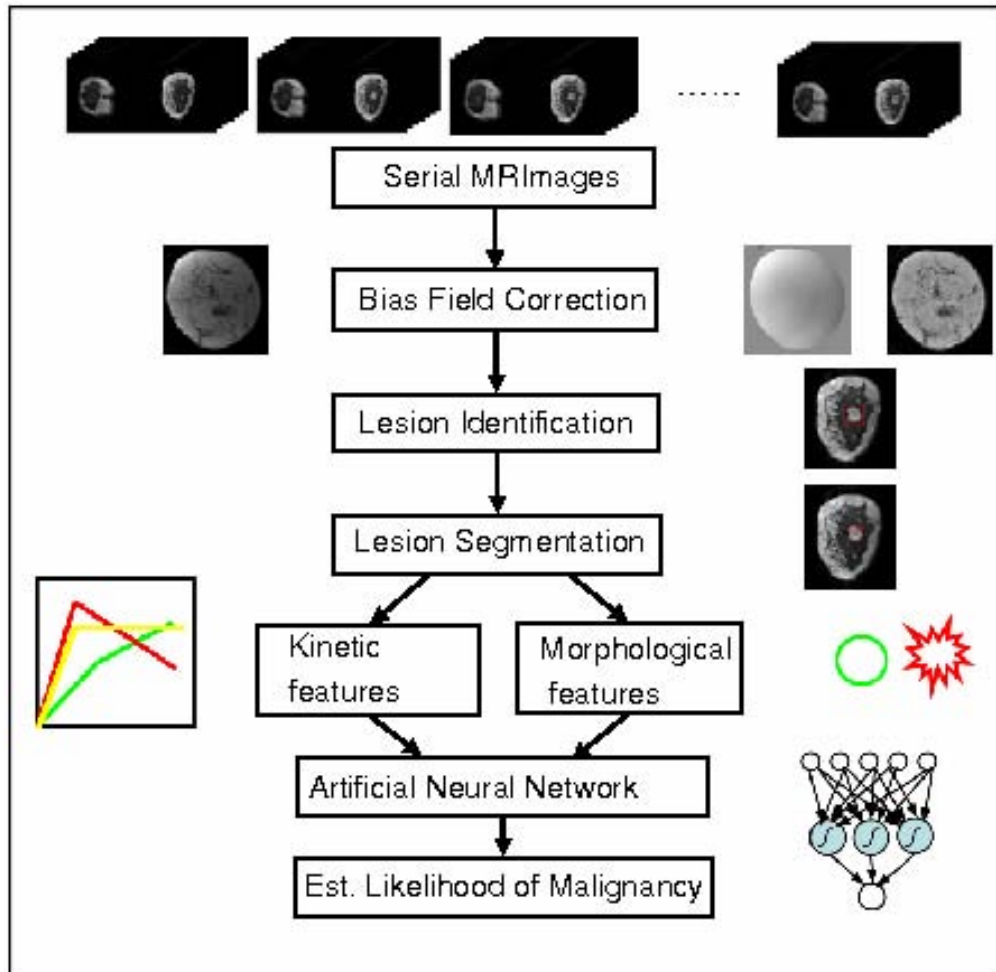 Serial MRImages
Bias Field Correction
Lesion Identification
Lesion Segmentation
Kinetic
features
Morphological
features
Artificial Neural Network
Est. Likelihood of Malignancy